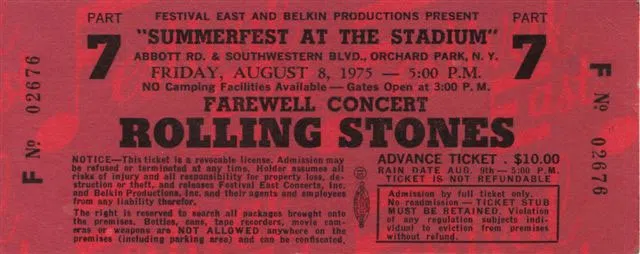 PART
7
FESTIVAL EAST AND BELKIN PRODUCTIONS PRESENT
"SUMMERFEST AT THE STADIUM"
ABBOTT RD. & SOUTHWESTERN BLVD., ORCHARD PARK, N. Y.
FRIDAY, AUGUST 8, 1975 — 5:00 P.M.
NO Camping Facilities Available — Gates Open at 3:00 P. M.
FAREWELL CONCERT
ROLLING STONES
PART
7
F Nº 02676
NOTICE—This ticket is a revocable license. Admission may
be refused or terminated at any time. Holder assumes all
risks of injury and all responsibility for property loss, de-
struction or theft, and releases Festival East Concerts, Inc.
and Belkin Productions, Inc. and their agents and employees
from any liability therefor.
The right is reserved to search all packages brought onto
the premises. Bottles, cans, tape recorders, movie cam-
eras or weapons are NOT ALLOWED anywhere on the
premises (including parking area) and can be confiscated.
ADVANCE TICKET . $10.00
RAIN DATE AUG. 9th — 5:00 P.M.
TICKET IS NOT REFUNDABLE
Admission by full ticket only.
No readmission — TICKET STUB
MUST BE RETAINED. Violation
of any regulation subjects indi-
vidual to eviction from premises
without refund.
F Nº 02676